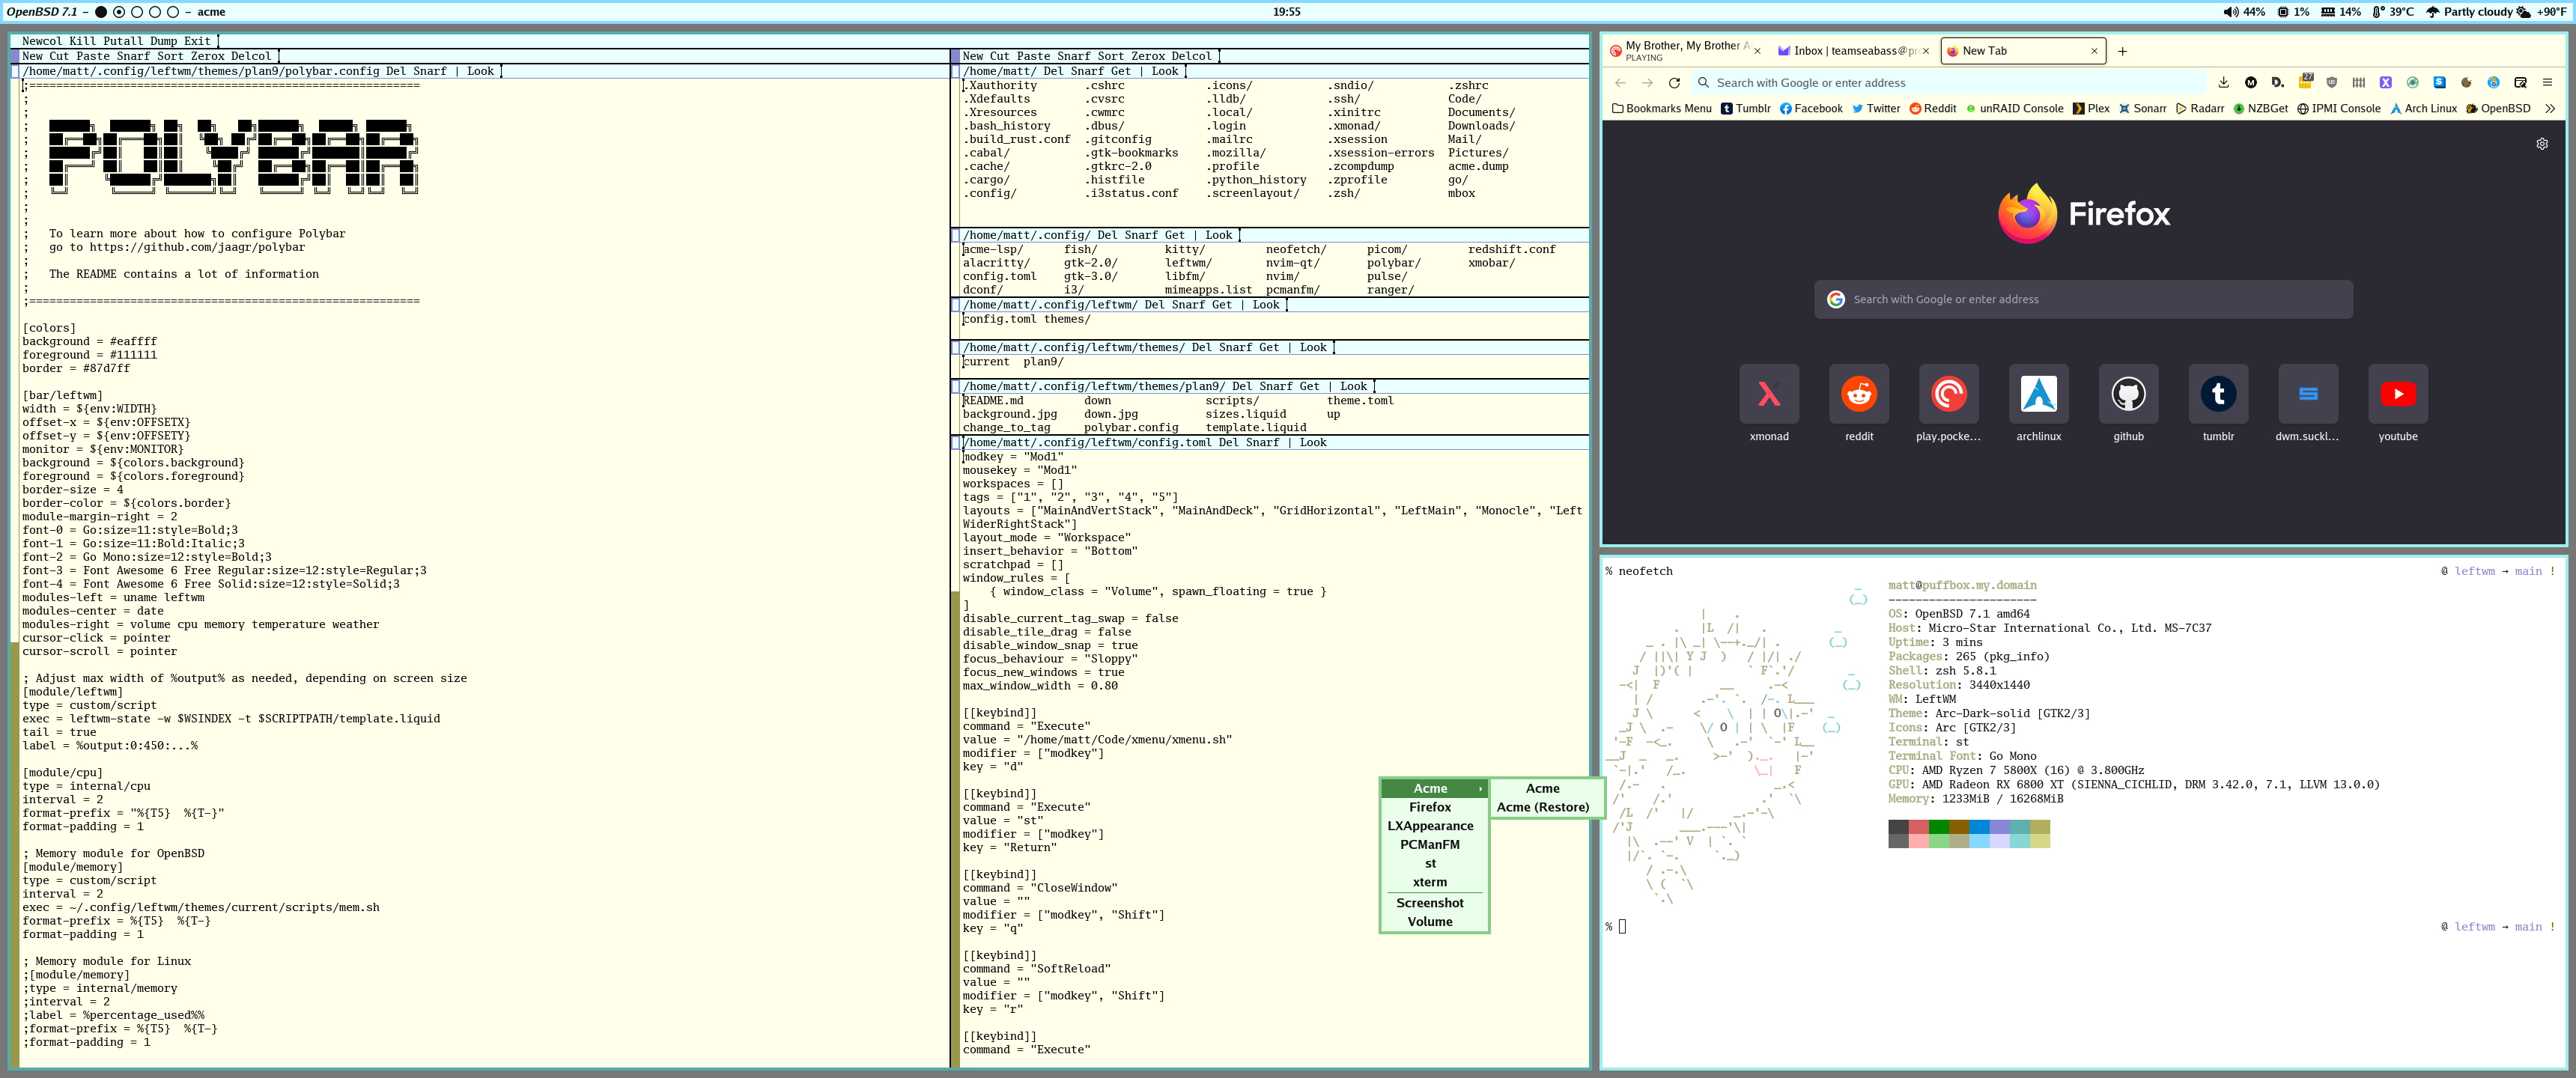 OpenBSD 7.1 – – acme
19:55
44% 1% 14% 39°C Partly cloudy +90°F
Newcol Kill Putall Dump Exit
New Cut Paste Snarf Sort Zerox Delcol
/home/matt/.config/leftwm/themes/plan9/polybar.config Del Snarf | Look
;==========================================================
;
;
; POLYBAR
;
;
; To learn more about how to configure Polybar
; go to https://github.com/jaagr/polybar
;
; The README contains a lot of information
;
;==========================================================
[colors]
background = #eaffff
foreground = #111111
border = #87d7ff
[bar/leftwm]
width = ${env:WIDTH}
offset-x = ${env:OFFSETX}
offset-y = ${env:OFFSETY}
monitor = ${env:MONITOR}
background = ${colors.background}
foreground = ${colors.foreground}
border-size = 4
border-color = ${colors.border}
module-margin-right = 2
font-0 = Go:size=11:style=Bold;3
font-1 = Go:size=11:Bold:Italic;3
font-2 = Go Mono:size=12:style=Bold;3
font-3 = Font Awesome 6 Free Regular:size=12:style=Regular;3
font-4 = Font Awesome 6 Free Solid:size=12:style=Solid;3
modules-left = uname leftwm
modules-center = date
modules-right = volume cpu memory temperature weather
cursor-click = pointer
cursor-scroll = pointer
; Adjust max width of %output% as needed, depending on screen size
[module/leftwm]
type = custom/script
exec = leftwm-state -w $WSINDEX -t $SCRIPTPATH/template.liquid
tail = true
label = %output:0:450:...%
[module/cpu]
type = internal/cpu
interval = 2
format-prefix = "%{T5}  %{T-}"
format-padding = 1
; Memory module for OpenBSD
[module/memory]
type = custom/script
interval = 2
exec = ~/.config/leftwm/themes/current/scripts/mem.sh
format-prefix = %{T5}  %{T-}
format-padding = 1
; Memory module for Linux
;[module/memory]
;type = internal/memory
;interval = 2
;label = %percentage_used%%
;format-prefix = %{T5}  %{T-}
;format-padding = 1
New Cut Paste Snarf Sort Zerox Delcol
/home/matt/ Del Snarf Get | Look
.Xauthority .cshrc .icons/ .sndio/ .zshrc
.Xdefaults .cvsrc .lldb/ .ssh/ Code/
.Xresources .cwmrc .local/ .xinitrc Documents/
.bash_history .dbus/ .login .xmonad/ Downloads/
.build_rust.conf .gitconfig .mailrc .xsession Mail/
.cabal/ .gtk-bookmarks .mozilla/ .xsession-errors Pictures/
.cache/ .gtkrc-2.0 .profile .zcompdump acme.dump
.cargo/ .histfile .python_history .zprofile go/
.config/ .i3status.conf .screenlayout/ .zsh/ mbox
/home/matt/.config/ Del Snarf Get | Look
acme-lsp/ fish/ kitty/ neofetch/ picom/ redshift.conf
alacritty/ gtk-2.0/ leftwm/ nvim-qt/ polybar/ xmobar/
config.toml gtk-3.0/ libfm/ nvim/ pulse/
dconf/ i3/ mimeapps.list pcmanfm/ ranger/
/home/matt/.config/leftwm/ Del Snarf Get | Look
config.toml themes/
/home/matt/.config/leftwm/themes/ Del Snarf Get | Look
current plan9/
/home/matt/.config/leftwm/themes/plan9/ Del Snarf Get | Look
README.md down scripts/ theme.toml
background.jpg down.jpg sizes.liquid up
change_to_tag polybar.config template.liquid
/home/matt/.config/leftwm/config.toml Del Snarf | Look
modkey = "Mod1"
mousekey = "Mod1"
workspaces = []
tags = ["1", "2", "3", "4", "5"]
layouts = ["MainAndVertStack", "MainAndDeck", "GridHorizontal", "LeftMain", "Monocle", "Left
WiderRightStack"]
layout_mode = "Workspace"
insert_behavior = "Bottom"
scratchpad = []
window_rules = [
{ window_class = "Volume", spawn_floating = true }
]
disable_current_tag_swap = false
disable_tile_drag = false
disable_window_snap = true
focus_behaviour = "Sloppy"
focus_new_windows = true
max_window_width = 0.80
[[keybind]]
command = "Execute"
value = "/home/matt/Code/xmenu/xmenu.sh"
modifier = ["modkey"]
key = "d"
[[keybind]]
command = "Execute"
value = "st"
modifier = ["modkey"]
key = "Return"
[[keybind]]
command = "CloseWindow"
value = ""
modifier = ["modkey", "Shift"]
key = "q"
[[keybind]]
command = "SoftReload"
value = ""
modifier = ["modkey", "Shift"]
key = "r"
[[keybind]]
command = "Execute"
Acme
Firefox
LXAppearance
PCManFM
st
xterm
Screenshot
Volume
Acme
Acme (Restore)
My Brother, My Brother
PLAYING
Inbox | teamseabass@pr
New Tab
Search with Google or enter address
27
Bookmarks Menu Tumblr Facebook Twitter Reddit unRAID Console Plex Sonarr Radarr NZBGet IPMI Console Arch Linux OpenBSD
Firefox
Search with Google or enter address
xmonad reddit play.pocke... archlinux github tumblr dwm.suckl... youtube
% neofetch @ leftwm → main !
matt@puffbox.my.domain
----------------------
OS: OpenBSD 7.1 amd64
Host: Micro-Star International Co., Ltd. MS-7C37
Uptime: 3 mins
Packages: 265 (pkg_info)
Shell: zsh 5.8.1
Resolution: 3440x1440
WM: LeftWM
Theme: Arc-Dark-solid [GTK2/3]
Icons: Arc [GTK2/3]
Terminal: st
Terminal Font: Go Mono
CPU: AMD Ryzen 7 5800X (16) @ 3.800GHz
GPU: AMD Radeon RX 6800 XT (SIENNA_CICHLID, DRM 3.42.0, 7.1, LLVM 13.0.0)
Memory: 1233MiB / 16268MiB
% @ leftwm → main !